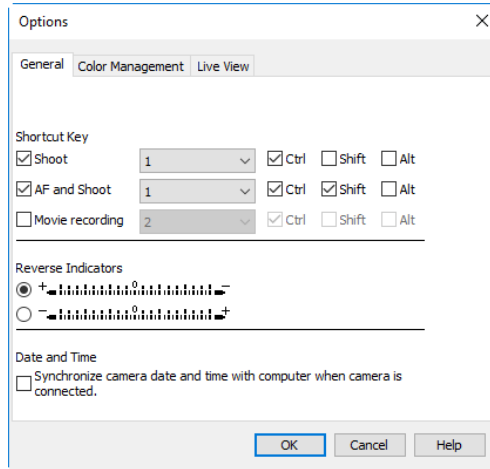 Options
General Color Management Live View
Shortcut Key
Shoot 1 Ctrl Shift Alt
AF and Shoot 1 Ctrl Shift Alt
Movie recording 2 Ctrl Shift Alt
Reverse Indicators
+ 0 -
- 0 +
Date and Time
Synchronize camera date and time with computer when camera is
connected.
OK Cancel Help